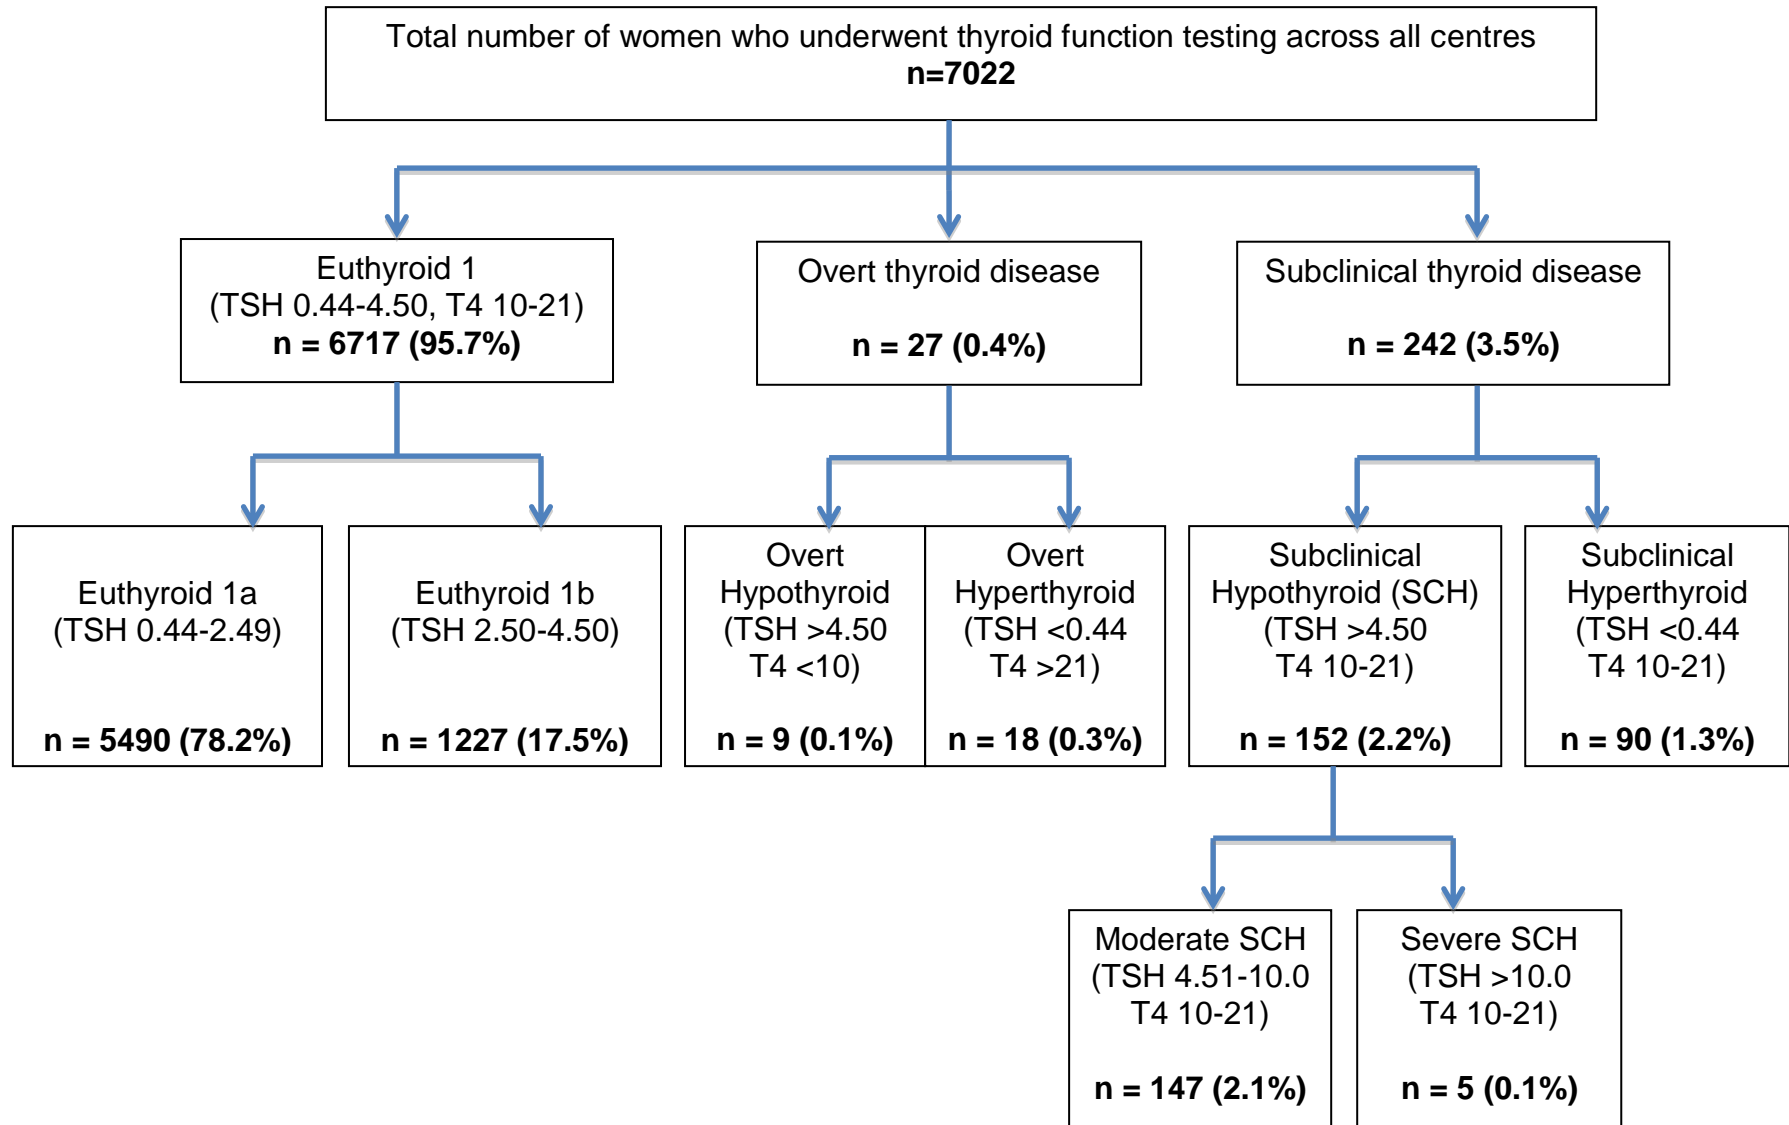 Total number of women who underwent thyroid function testing across all centres
n=7022
Euthyroid 1
(TSH 0.44-4.50, T4 10-21)
n = 6717 (95.7%)
Overt thyroid disease
n = 27 (0.4%)
Subclinical thyroid disease
n = 242 (3.5%)
Euthyroid 1a
(TSH 0.44-2.49)
n = 5490 (78.2%)
Euthyroid 1b
(TSH 2.50-4.50)
n = 1227 (17.5%)
Overt
Hypothyroid
(TSH >4.50
T4 <10)
n = 9 (0.1%)
Overt
Hyperthyroid
(TSH <0.44
T4 >21)
n = 18 (0.3%)
Subclinical
Hypothyroid (SCH)
(TSH >4.50
T4 10-21)
n = 152 (2.2%)
Subclinical
Hyperthyroid
(TSH <0.44
T4 10-21)
n = 90 (1.3%)
Moderate SCH
(TSH 4.51-10.0
T4 10-21)
n = 147 (2.1%)
Severe SCH
(TSH >10.0
T4 10-21)
n = 5 (0.1%)